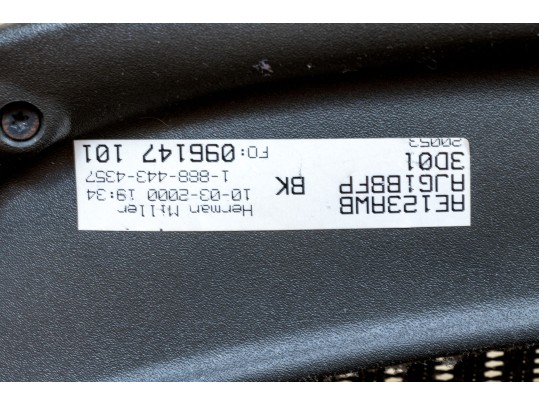 AE123AWB
AJG1BBFP BK
3D01
20053
Herman Miller
10-03-2000 19:34
1-888-443-4357
FO:096147 101